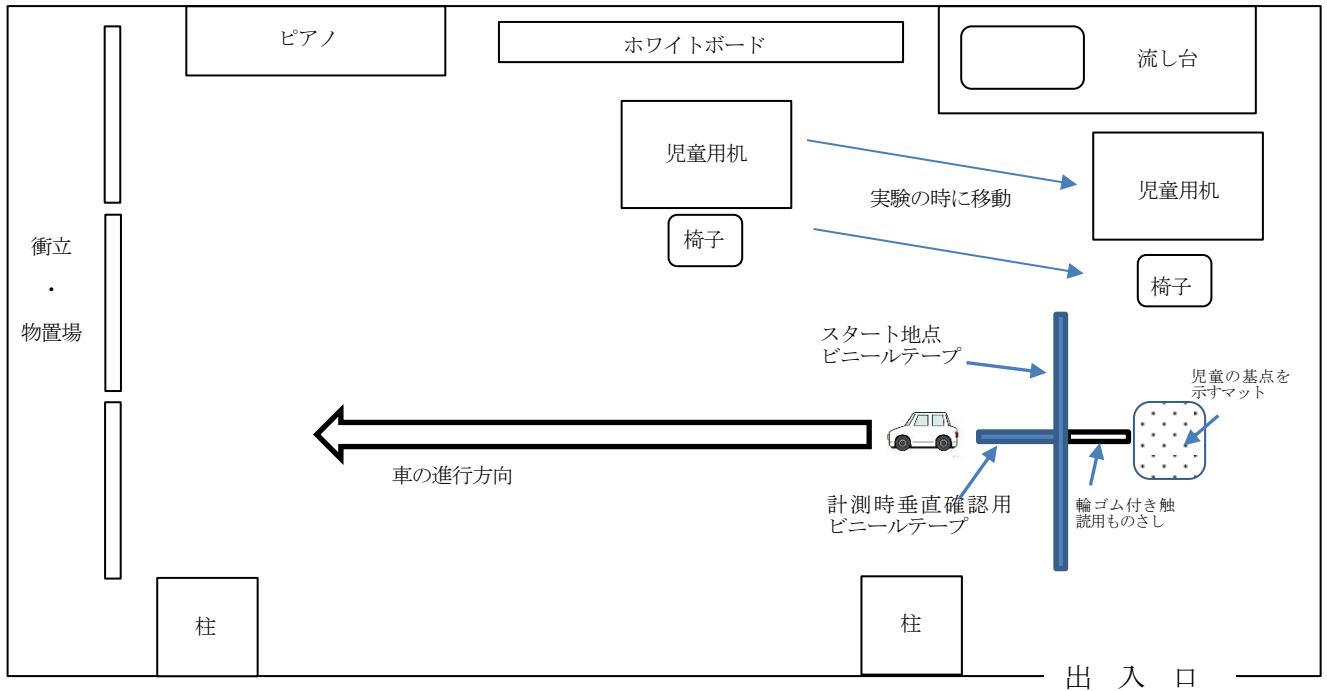 ピアノ
ホワイトボード
流し台
児童用机
児童用机
実験の時に移動
椅子
椅子
衝立
・
物置場
スタート地点
ビニールテープ
児童の基点を
示すマット
車の進行方向
計測時垂直確認用
ビニールテープ
輪ゴム付き触
読用ものさし
柱
柱
出 入 口